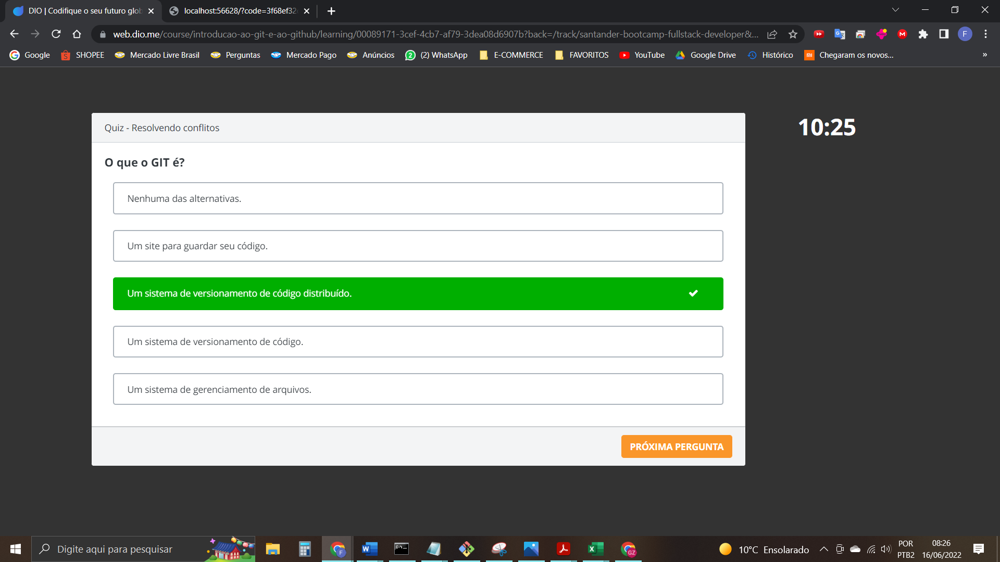 DIO | Codifique o seu futuro glob
localhost:56628/?code=3f68ef32
web.dio.me/course/introducao-ao-git-e-ao-github/learning/00089171-3cef-4cb7-af79-3dea08d6907b?back=/track/santander-bootcamp-fullstack-developer&...
F
Google
SHOPEE
Mercado Livre Brasil
Perguntas
Mercado Pago
Anúncios
(2) WhatsApp
E-COMMERCE
FAVORITOS
YouTube
Google Drive
Histórico
Chegaram os novos...
»
Quiz - Resolvendo conflitos
10:25
O que o GIT é?
Nenhuma das alternativas.
Um site para guardar seu código.
Um sistema de versionamento de código distribuído.
Um sistema de versionamento de código.
Um sistema de gerenciamento de arquivos.
PRÓXIMA PERGUNTA
Digite aqui para pesquisar
10°C Ensolarado
POR
PTB2
08:26
16/06/2022